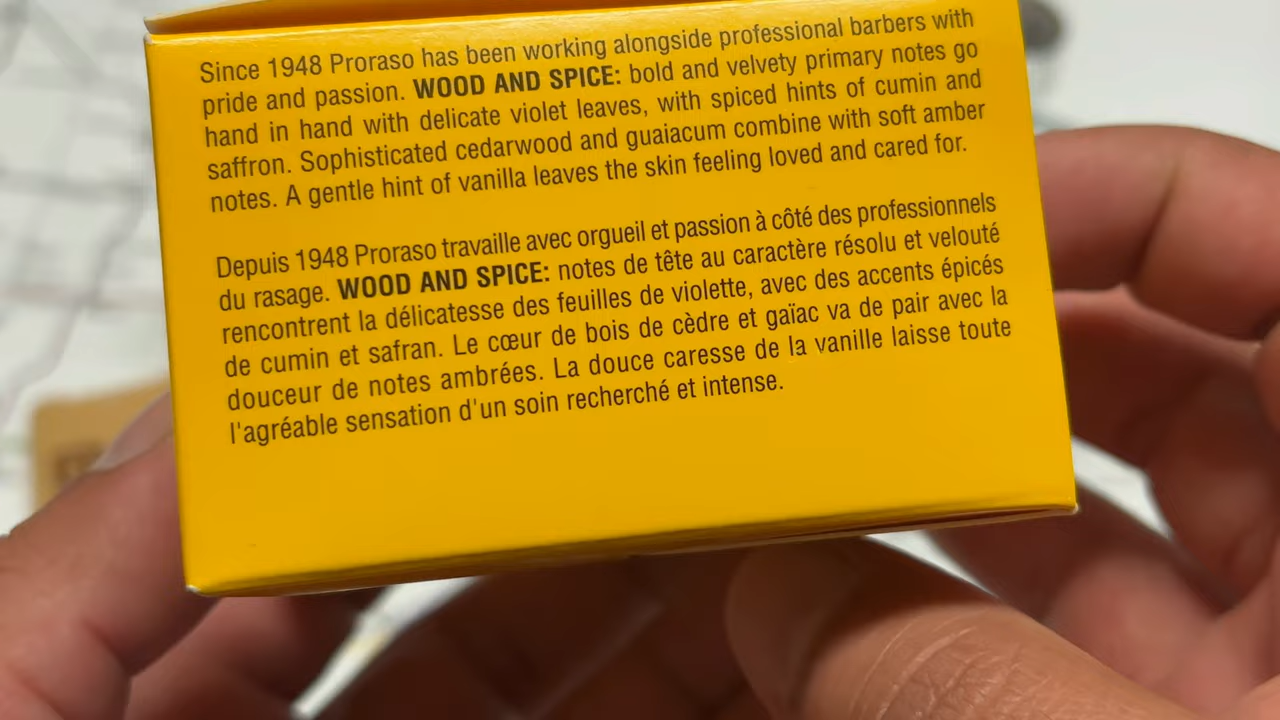 Since 1948 Proraso has been working alongside professional barbers with
pride and passion. WOOD AND SPICE: bold and velvety primary notes go
hand in hand with delicate violet leaves, with spiced hints of cumin and
saffron. Sophisticated cedarwood and guaiacum combine with soft amber
notes. A gentle hint of vanilla leaves the skin feeling loved and cared for.
Depuis 1948 Proraso travaille avec orgueil et passion à côté des professionnels
du rasage. WOOD AND SPICE: notes de tête au caractère résolu et velouté
rencontrent la délicatesse des feuilles de violette, avec des accents épicés
de cumin et safran. Le cœur de bois de cèdre et gaïac va de pair avec la
douceur de notes ambrées. La douce caresse de la vanille laisse toute
l'agréable sensation d'un soin recherché et intense.